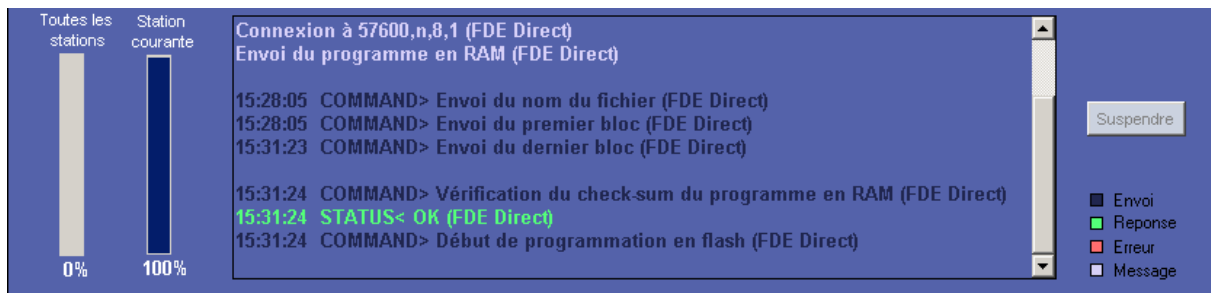 Toutes les
stations
Station
courante
0%
100%
Connexion à 57600,n,8,1 (FDE Direct)
Envoi du programme en RAM (FDE Direct)
15:28:05 COMMAND> Envoi du nom du fichier (FDE Direct)
15:28:05 COMMAND> Envoi du premier bloc (FDE Direct)
15:31:23 COMMAND> Envoi du dernier bloc (FDE Direct)
15:31:24 COMMAND> Vérification du check-sum du programme en RAM (FDE Direct)
15:31:24 STATUS< OK (FDE Direct)
15:31:24 COMMAND> Début de programmation en flash (FDE Direct)
Suspendre
Envoi
Reponse
Erreur
Message